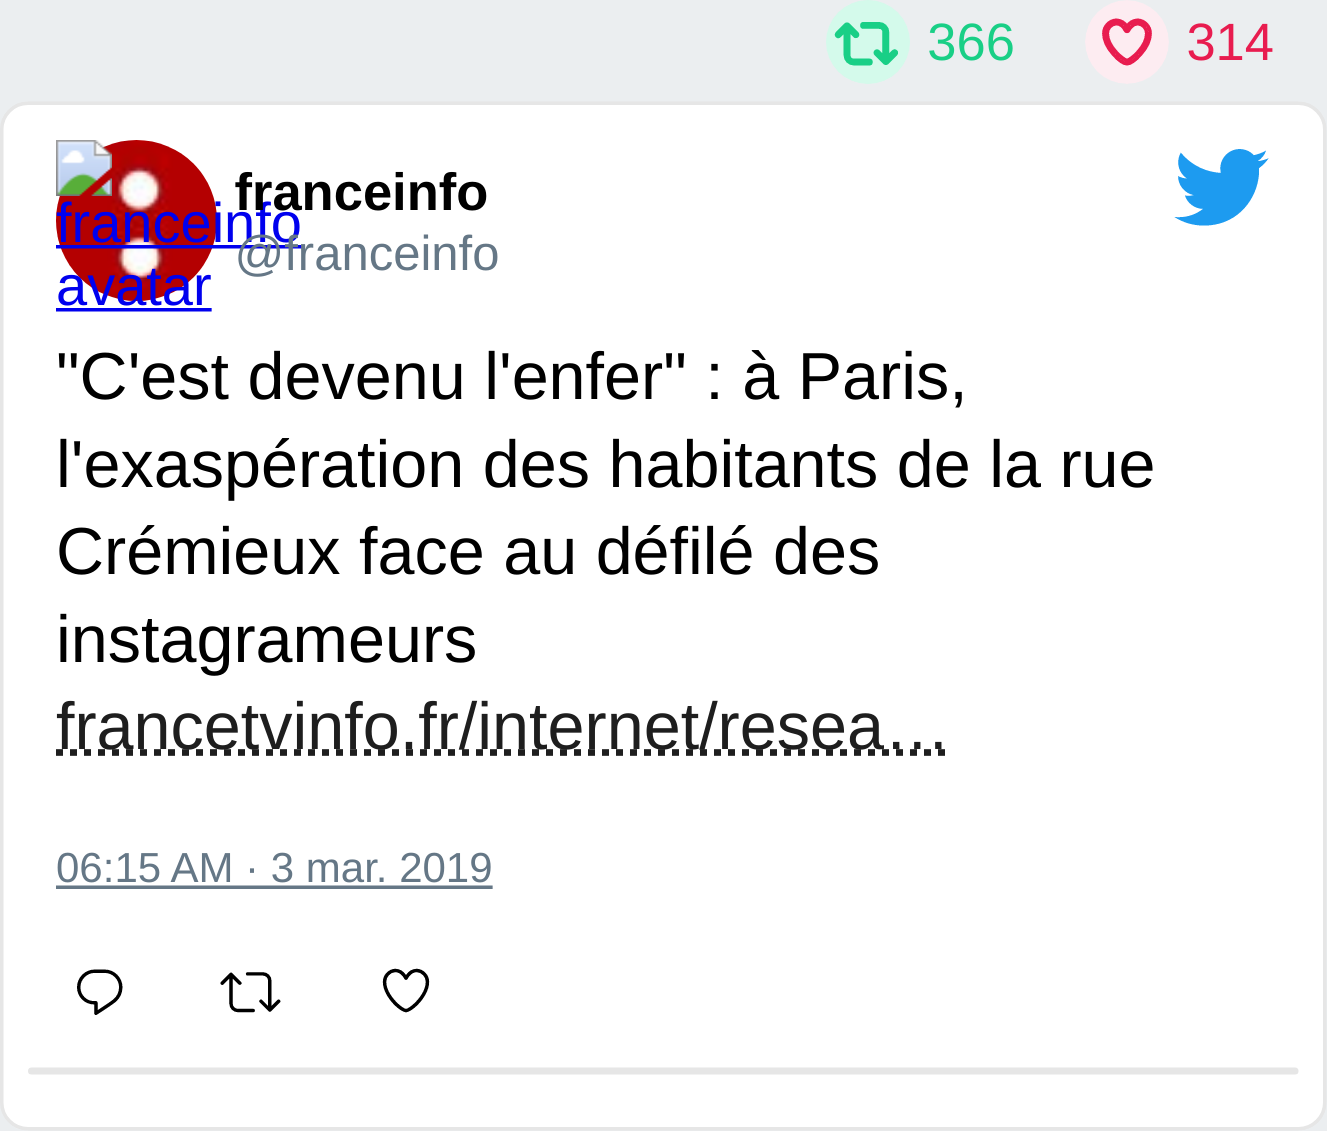 366 314
franceinfo
franceinfo
@franceinfo
avatar
"C'est devenu l'enfer" : à Paris,
l'exaspération des habitants de la rue
Crémieux face au défilé des
instagrameurs
francetvinfo.fr/internet/resea…
06:15 AM · 3 mar. 2019